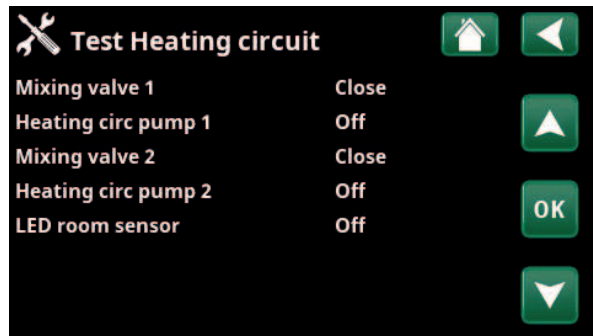 Test Heating circuit
Mixing valve 1 Close
Heating circ pump 1 Off
Mixing valve 2 Close
Heating circ pump 2 Off
LED room sensor Off
OK